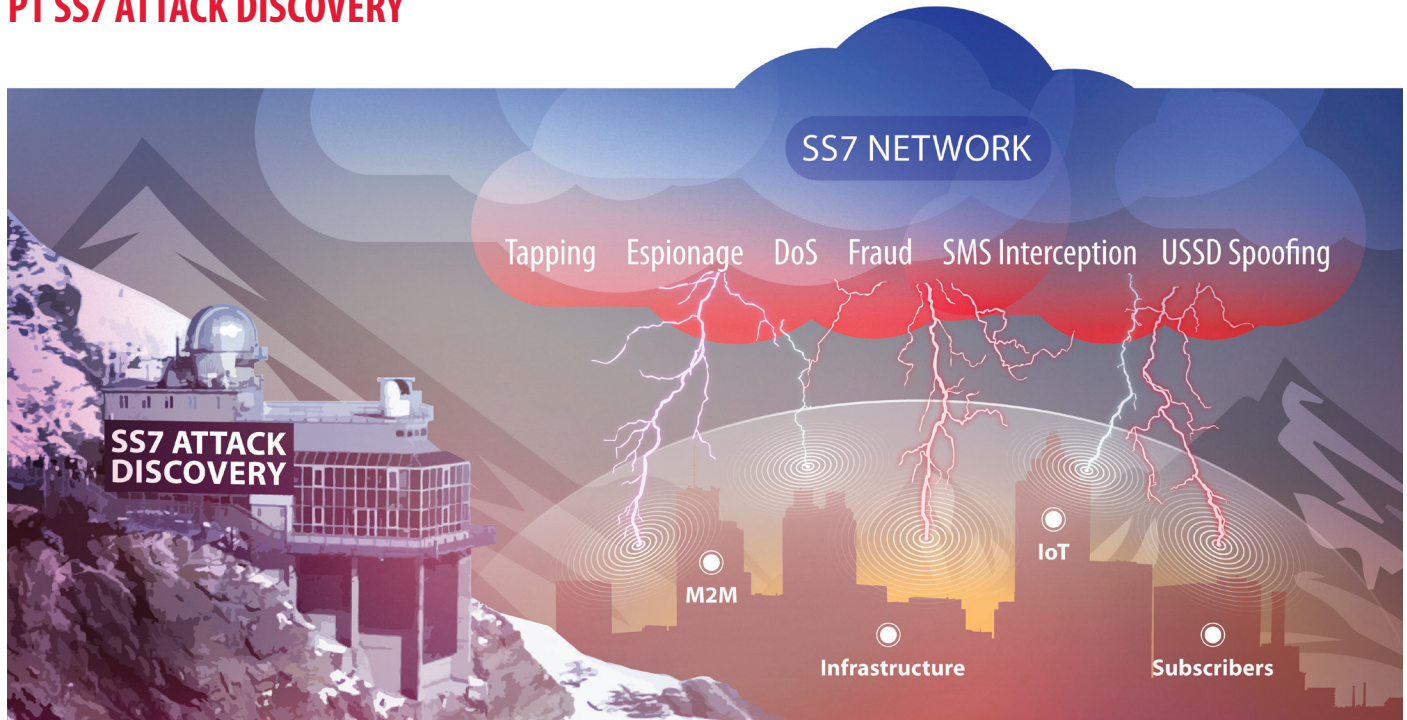 PT SS7 ATTACK DISCOVERY
SS7 NETWORK
Tapping Espionage DoS Fraud SMS Interception USSD Spoofing
SS7 ATTACK
DISCOVERY
IoT
M2M
Infrastructure
Subscribers